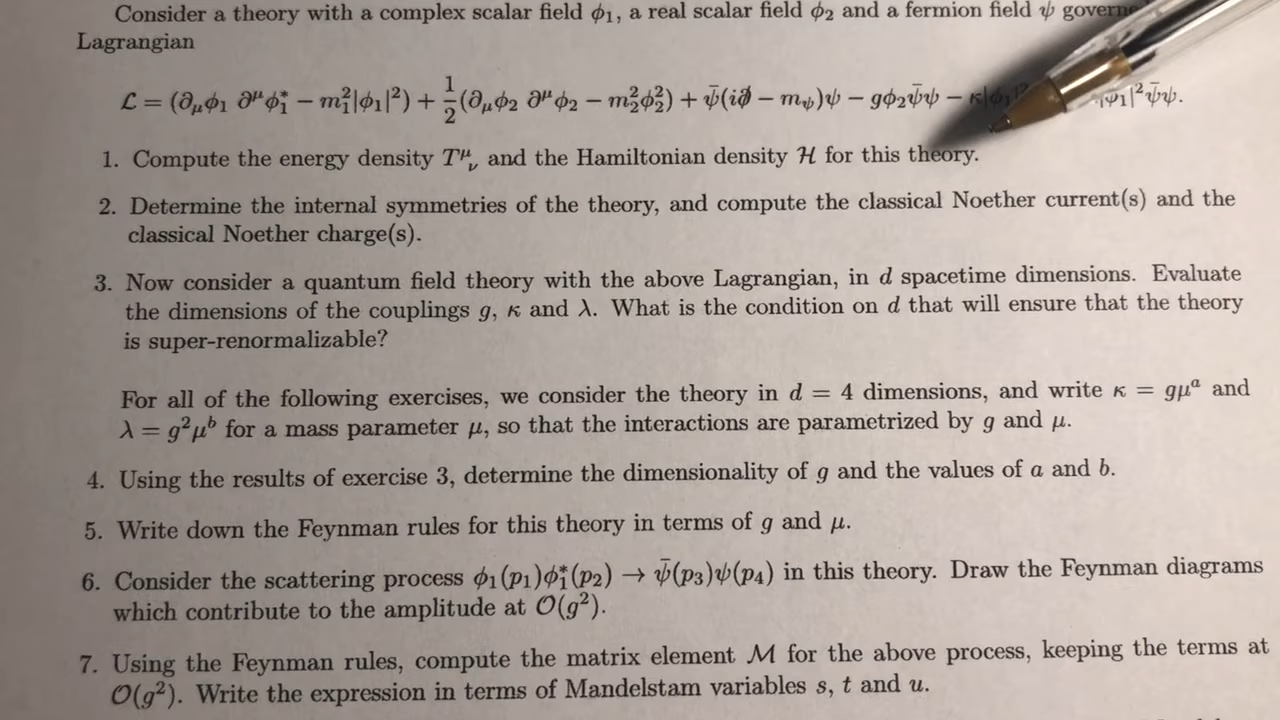 Consider a theory with a complex scalar field ϕ₁, a real scalar field ϕ₂ and a fermion field ψ
Lagrangian
ℒ = (∂_μϕ₁ ∂^μϕ₁* − m₁²|ϕ₁|²) + 1/2(∂_μϕ₂ ∂^μϕ₂ − m₂²ϕ₂²) + ψ̄(i∂̸ − m_ψ)ψ − gϕ₂ψ̄ψ − κ|ϕ₁|² |φ₁|²ψ̄ψ.
1. Compute the energy density T^μ_ν and the Hamiltonian density ℋ for this theory.
2. Determine the internal symmetries of the theory, and compute the classical Noether current(s) and the
classical Noether charge(s).
3. Now consider a quantum field theory with the above Lagrangian, in d spacetime dimensions. Evaluate
the dimensions of the couplings g, κ and λ. What is the condition on d that will ensure that the theory
is super-renormalizable?
For all of the following exercises, we consider the theory in d = 4 dimensions, and write κ = gμ^a and
λ = g²μ^b for a mass parameter μ, so that the interactions are parametrized by g and μ.
4. Using the results of exercise 3, determine the dimensionality of g and the values of a and b.
5. Write down the Feynman rules for this theory in terms of g and μ.
6. Consider the scattering process ϕ₁(p₁)ϕ₁*(p₂) → ψ̄(p₃)ψ(p₄) in this theory. Draw the Feynman diagrams
which contribute to the amplitude at 𝒪(g²).
7. Using the Feynman rules, compute the matrix element ℳ for the above process, keeping the terms at
𝒪(g²). Write the expression in terms of Mandelstam variables s, t and u.